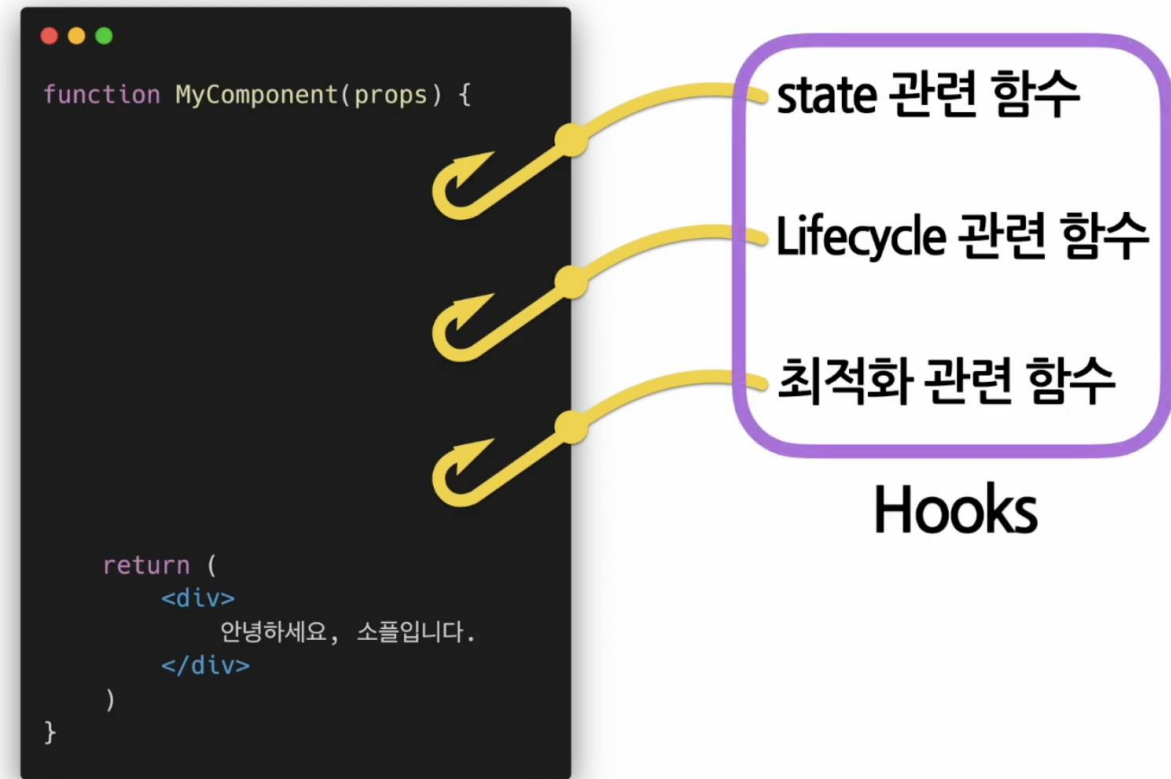 function MyComponent(props) {
state 관련 함수
Lifecycle 관련 함수
최적화 관련 함수
Hooks
return (
<div>
안녕하세요, 소플입니다.
</div>
)
}